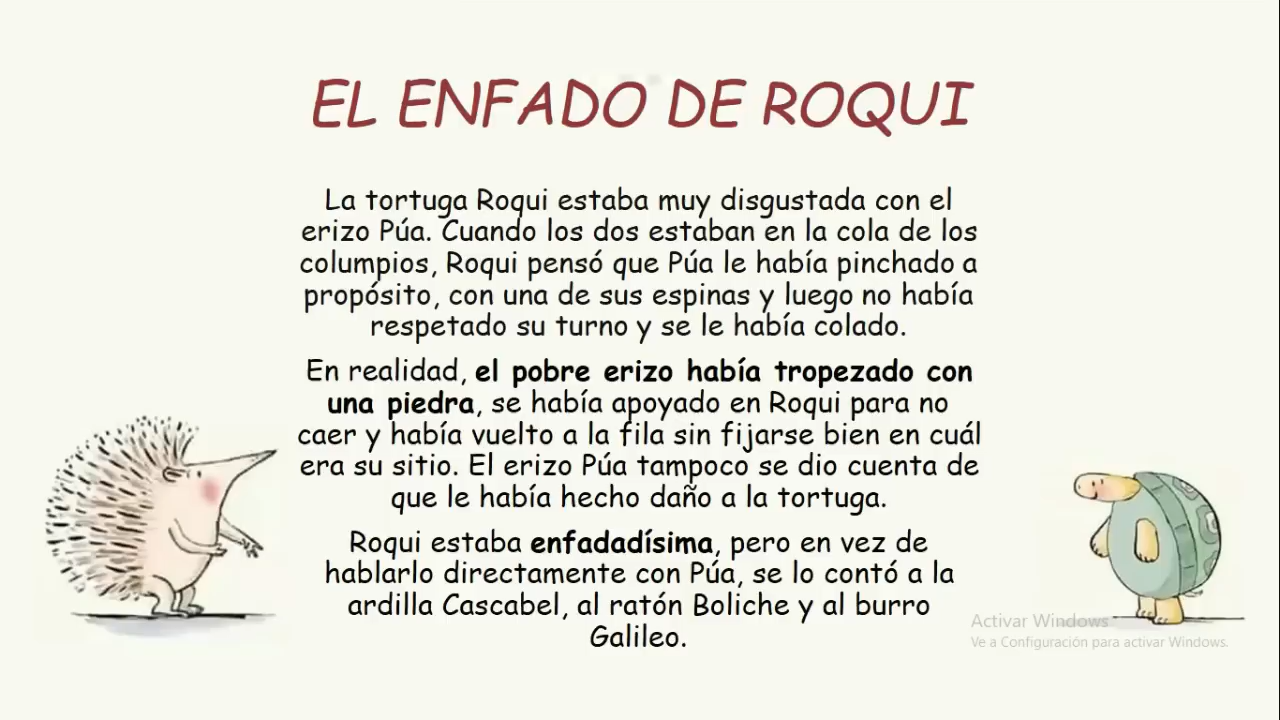 EL ENFADO DE ROQUI
La tortuga Roqui estaba muy disgustada con el
erizo Púa. Cuando los dos estaban en la cola de los
columpios, Roqui pensó que Púa le había pinchado a
propósito, con una de sus espinas y luego no había
respetado su turno y se le había colado.
En realidad, el pobre erizo había tropezado con
una piedra, se había apoyado en Roqui para no
caer y había vuelto a la fila sin fijarse bien en cuál
era su sitio. El erizo Púa tampoco se dio cuenta de
que le había hecho daño a la tortuga.
Roqui estaba enfadadísima, pero en vez de
hablarlo directamente con Púa, se lo contó a la
ardilla Cascabel, al ratón Boliche y al burro
Galileo.
Activar Windows
Ve a Configuración para activar Windows.